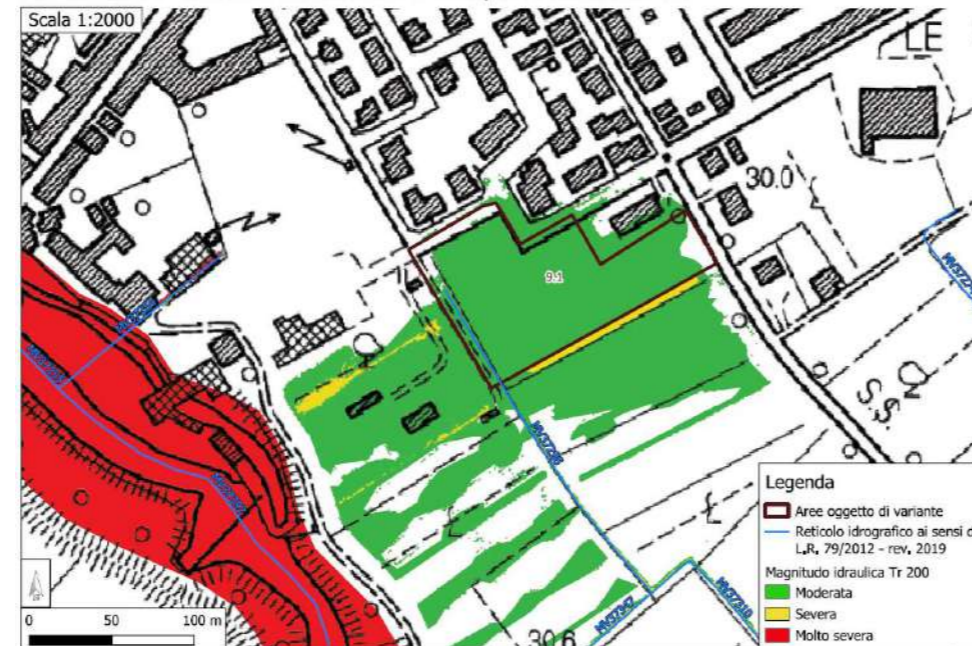 Scala 1:2000
LE
30.0
9.1
S.S.
30.6
0 50 100 m
Legenda
Aree oggetto di variante
Reticolo idrografico ai sensi d
L.R. 79/2012 - rev. 2019
Magnitudo idraulica Tr 200
Moderata
Severa
Molto severa